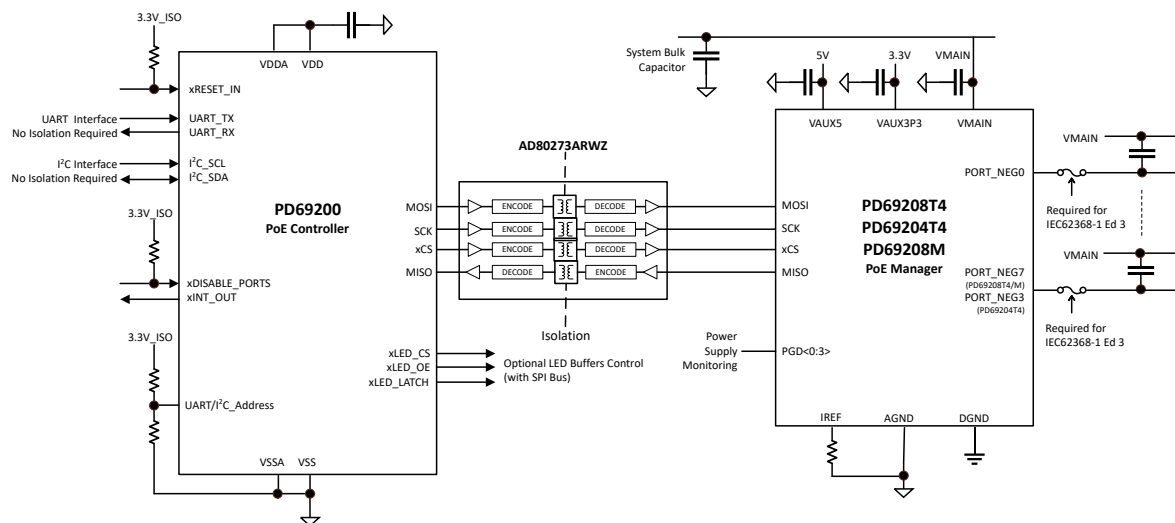 3.3V_ISO
VDDA
VDD
xRESET_IN
UART Interface
No Isolation Required
UART_TX
UART_RX
I²C Interface
No Isolation Required
I²C_SCL
I²C_SDA
3.3V_ISO
PD69200
PoE Controller
xDISABLE_PORTS
xINT_OUT
3.3V_ISO
UART/I²C_Address
VSSA
VSS
MOSI
SCK
xCS
MISO
xLED_CS
xLED_OE
xLED_LATCH
Optional LED Buffers Control
(with SPI Bus)
AD80273ARWZ
ENCODE
DECODE
ENCODE
DECODE
ENCODE
DECODE
DECODE
ENCODE
Isolation
System Bulk
Capacitor
5V
3.3V
VMAIN
VAUX5
VAUX3P3
VMAIN
MOSI
SCK
xCS
MISO
PD69208T4
PD69204T4
PD69208M
PoE Manager
Power
Supply
Monitoring
PGD<0:3>
IREF
AGND
DGND
PORT_NEG0
PORT_NEG7
(PD69208T4/M)
PORT_NEG3
(PD69204T4)
VMAIN
Required for
IEC62368-1 Ed 3
VMAIN
Required for
IEC62368-1 Ed 3